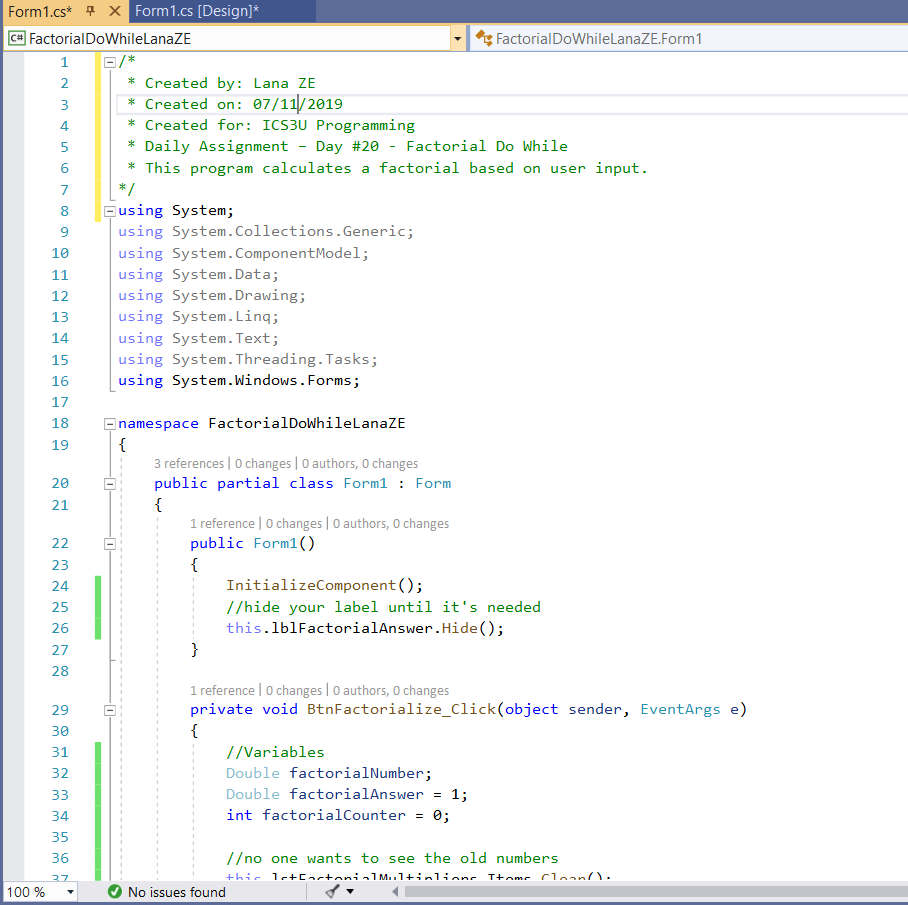 Form1.cs* Form1.cs [Design]*
C# FactorialDoWhileLanaZE FactorialDoWhileLanaZE.Form1
1 /*
2 * Created by: Lana ZE
3 * Created on: 07/11/2019
4 * Created for: ICS3U Programming
5 * Daily Assignment – Day #20 - Factorial Do While
6 * This program calculates a factorial based on user input.
7 */
8 using System;
9 using System.Collections.Generic;
10 using System.ComponentModel;
11 using System.Data;
12 using System.Drawing;
13 using System.Linq;
14 using System.Text;
15 using System.Threading.Tasks;
16 using System.Windows.Forms;
17
18 namespace FactorialDoWhileLanaZE
19 {
3 references | 0 changes | 0 authors, 0 changes
20 public partial class Form1 : Form
21 {
1 reference | 0 changes | 0 authors, 0 changes
22 public Form1()
23 {
24 InitializeComponent();
25 //hide your label until it's needed
26 this.lblFactorialAnswer.Hide();
27 }
28
1 reference | 0 changes | 0 authors, 0 changes
29 private void BtnFactorialize_Click(object sender, EventArgs e)
30 {
31 //Variables
32 Double factorialNumber;
33 Double factorialAnswer = 1;
34 int factorialCounter = 0;
35
36 //no one wants to see the old numbers
37 this.lstFactorialMultipliers.Items.Clear();
100 % No issues found